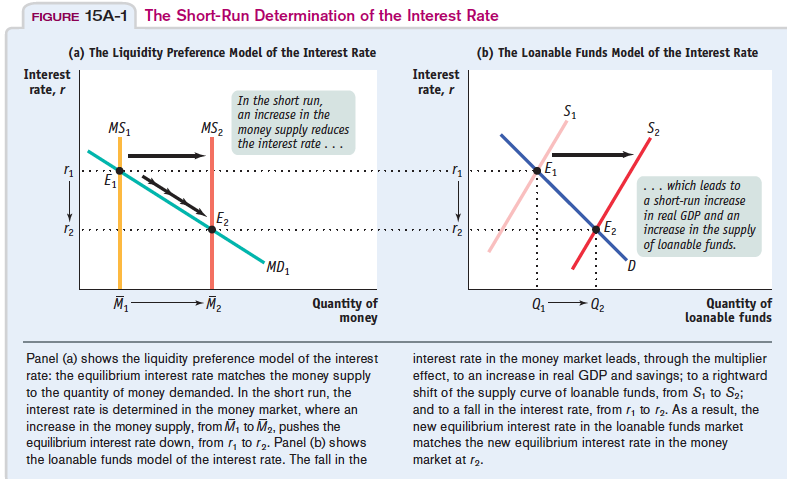 FIGURE 15A-1 The Short-Run Determination of the Interest Rate
(a) The Liquidity Preference Model of the Interest Rate
Interest
rate, r
In the short run,
an increase in the
money supply reduces
the interest rate . . .
MS₁
MS₂
r₁
E₁
r₂
E₂
MD₁
M̅₁
M̅₂
Quantity of
money
(b) The Loanable Funds Model of the Interest Rate
Interest
rate, r
S₁
S₂
r₁
E₁
. . . which leads to
a short-run increase
in real GDP and an
increase in the supply
of loanable funds.
r₂
E₂
D
Q₁
Q₂
Quantity of
loanable funds
Panel (a) shows the liquidity preference model of the interest
rate: the equilibrium interest rate matches the money supply
to the quantity of money demanded. In the short run, the
interest rate is determined in the money market, where an
increase in the money supply, from M̅₁ to M̅₂, pushes the
equilibrium interest rate down, from r₁ to r₂. Panel (b) shows
the loanable funds model of the interest rate. The fall in the
interest rate in the money market leads, through the multiplier
effect, to an increase in real GDP and savings; to a rightward
shift of the supply curve of loanable funds, from S₁ to S₂;
and to a fall in the interest rate, from r₁ to r₂. As a result, the
new equilibrium interest rate in the loanable funds market
matches the new equilibrium interest rate in the money
market at r₂.